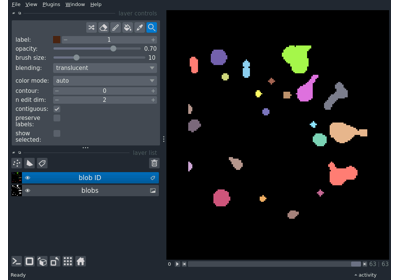 File View Plugins Window Help
layer controls
label: 1
opacity: 0.70
brush size: 10
blending: translucent
color mode: auto
contour: 0
n edit dim: 2
contiguous:
preserve
labels:
show
selected:
layer list
blob ID
blobs
0 63 | 63
Ready
activity